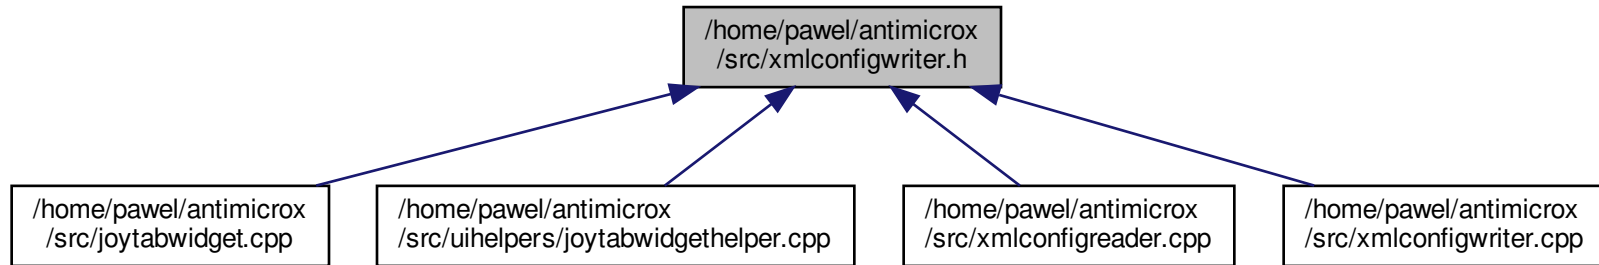 /home/pawel/antimicrox
/src/xmlconfigwriter.h
/home/pawel/antimicrox
/src/joytabwidget.cpp
/home/pawel/antimicrox
/src/uihelpers/joytabwidgethelper.cpp
/home/pawel/antimicrox
/src/xmlconfigreader.cpp
/home/pawel/antimicrox
/src/xmlconfigwriter.cpp